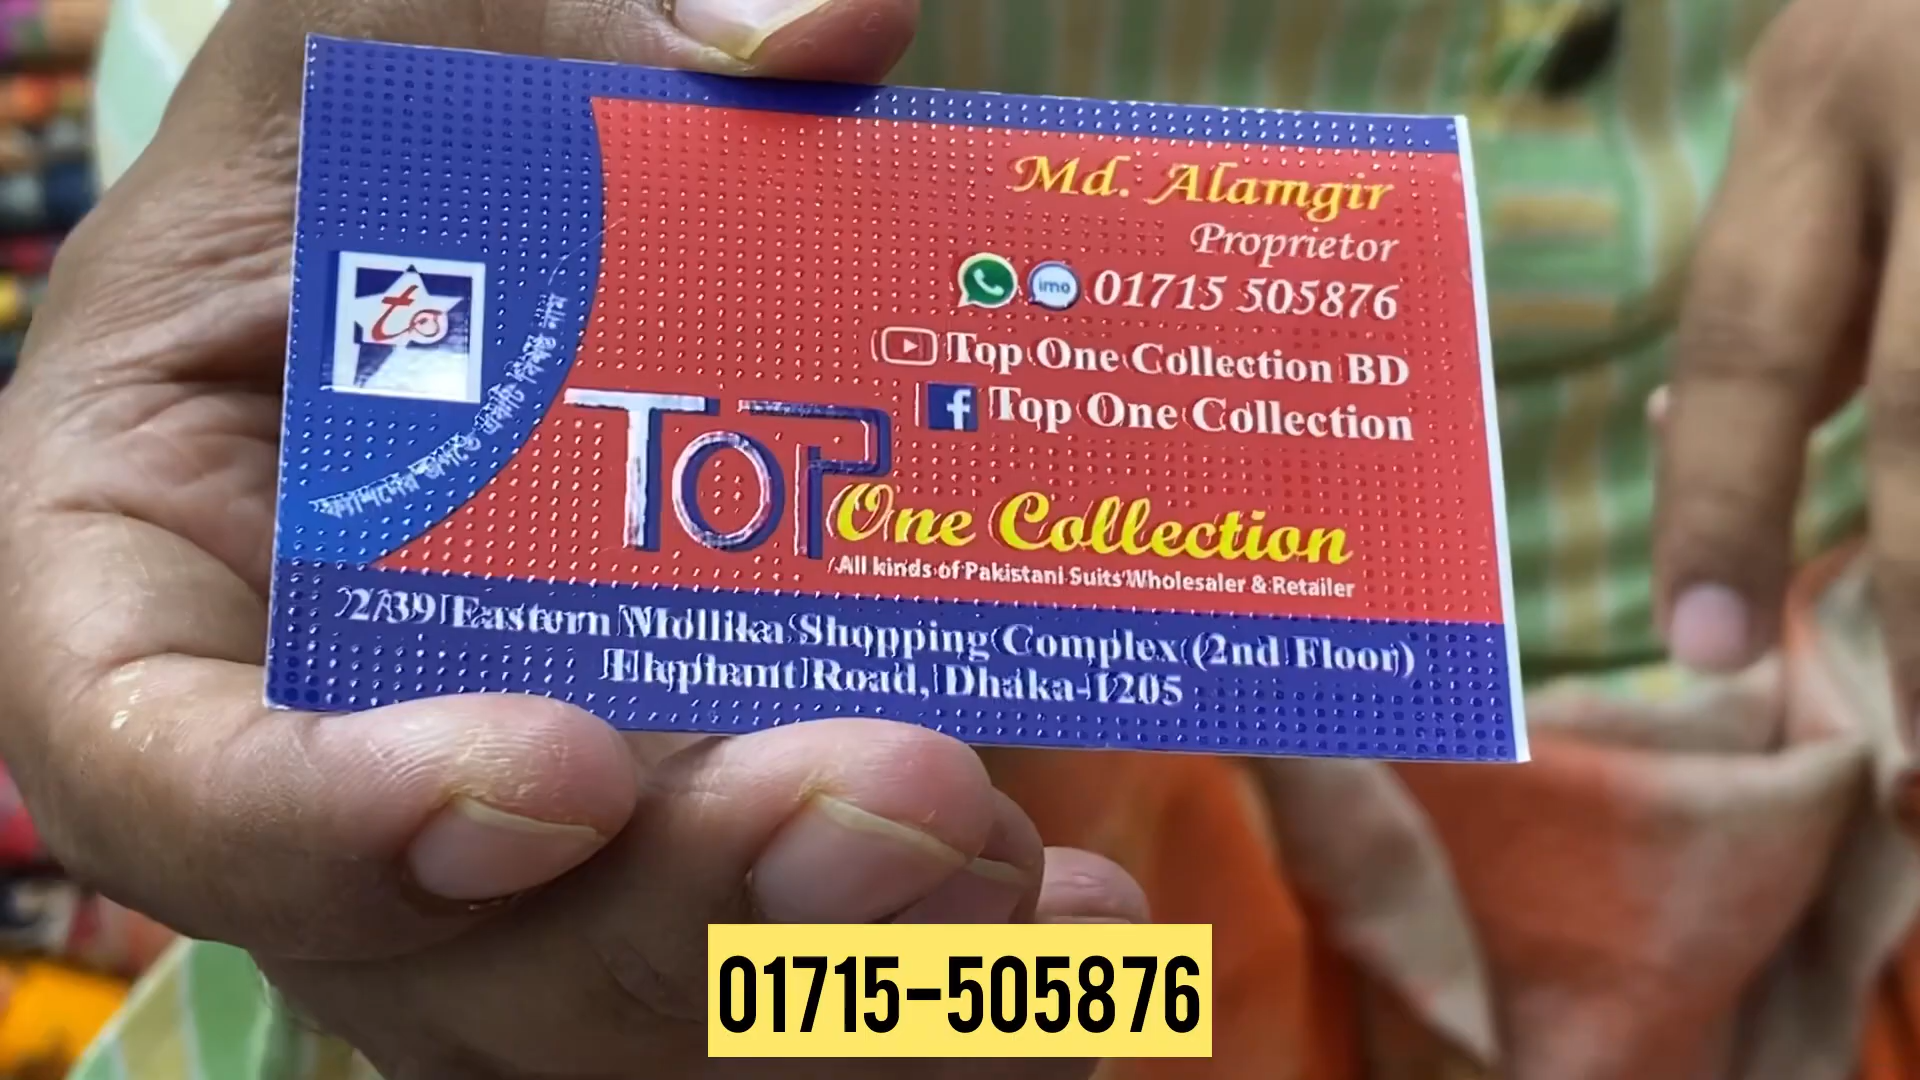 Md. Alamgir
Proprietor
imo 01715 505876
Top One Collection BD
f Top One Collection
to
TOP One Collection
All kinds of Pakistani Suits Wholesaler & Retailer
2/39 Eastern Mollika Shopping Complex (2nd Floor)
Elephant Road, Dhaka-1205
01715-505876